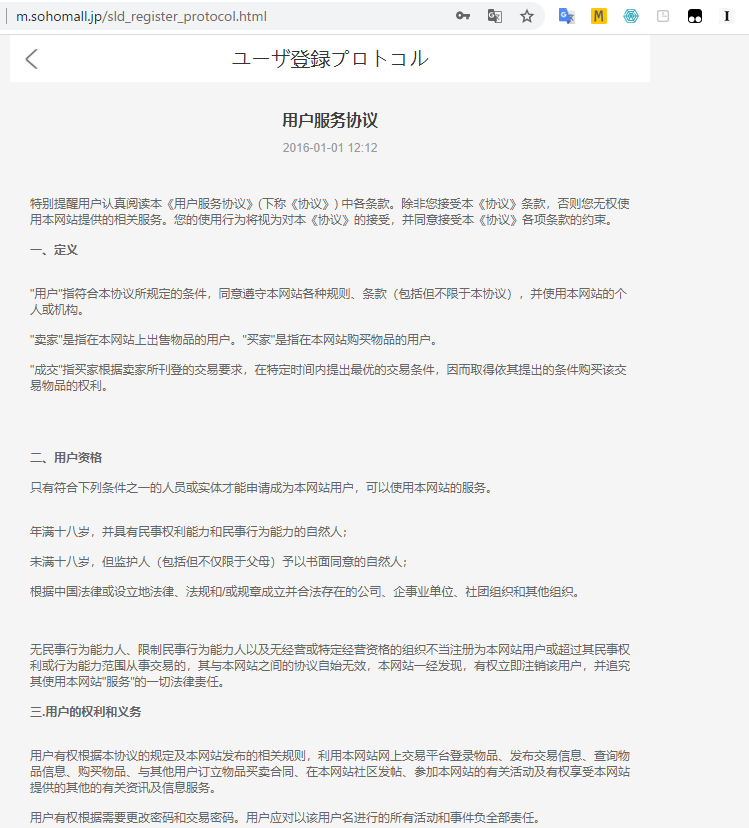 m.sohomall.jp/sld_register_protocol.html
ユーザ登録プロトコル
用户服务协议
2016-01-01 12:12
特别提醒用户认真阅读本《用户服务协议》(下称《协议》) 中各条款。除非您接受本《协议》条款，否则您无权使
用本网站提供的相关服务。您的使用行为将视为对本《协议》的接受，并同意接受本《协议》各项条款的约束。
一、定义
"用户"指符合本协议所规定的条件，同意遵守本网站各种规则、条款（包括但不限于本协议），并使用本网站的个
人或机构。
"卖家"是指在本网站上出售物品的用户。"买家"是指在本网站购买物品的用户。
"成交"指买家根据卖家所刊登的交易要求，在特定时间内提出最优的交易条件，因而取得依其提出的条件购买该交
易物品的权利。
二、用户资格
只有符合下列条件之一的人员或实体才能申请成为本网站用户，可以使用本网站的服务。
年满十八岁，并具有民事权利能力和民事行为能力的自然人；
未满十八岁，但监护人（包括但不仅限于父母）予以书面同意的自然人；
根据中国法律或设立地法律、法规和/或规章成立并合法存在的公司、企事业单位、社团组织和其他组织。
无民事行为能力人、限制民事行为能力人以及无经营或特定经营资格的组织不当注册为本网站用户或超过其民事权
利或行为能力范围从事交易的，其与本网站之间的协议自始无效，本网站一经发现，有权立即注销该用户，并追究
其使用本网站"服务"的一切法律责任。
三.用户的权利和义务
用户有权根据本协议的规定及本网站发布的相关规则，利用本网站网上交易平台登录物品、发布交易信息、查询物
品信息、购买物品、与其他用户订立物品买卖合同、在本网站社区发帖、参加本网站的有关活动及有权享受本网站
提供的其他的有关资讯及信息服务。
用户有权根据需要更改密码和交易密码。用户应对以该用户名进行的所有活动和事件负全部责任。